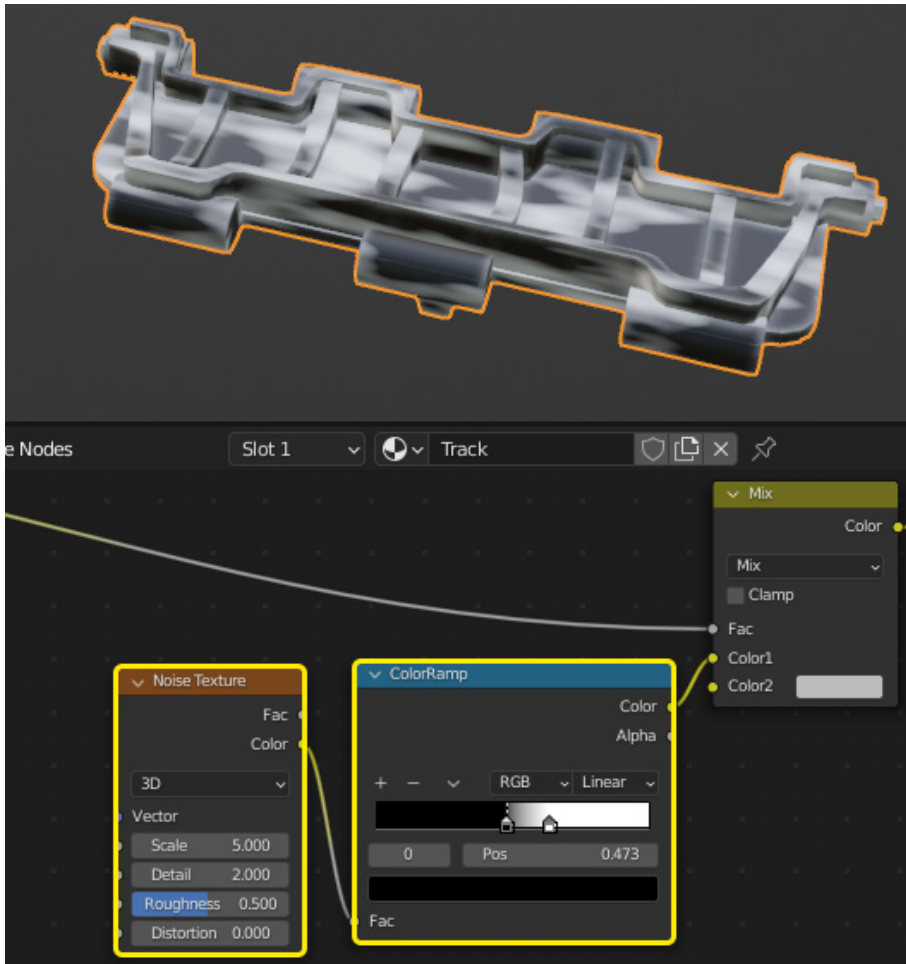 e Nodes
Slot 1
Track
Mix
Color
Mix
Clamp
Fac
Color1
Color2
Noise Texture
Fac
Color
3D
Vector
Scale 5.000
Detail 2.000
Roughness 0.500
Distortion 0.000
ColorRamp
Color
Alpha
+ − RGB Linear
0 Pos 0.473
Fac